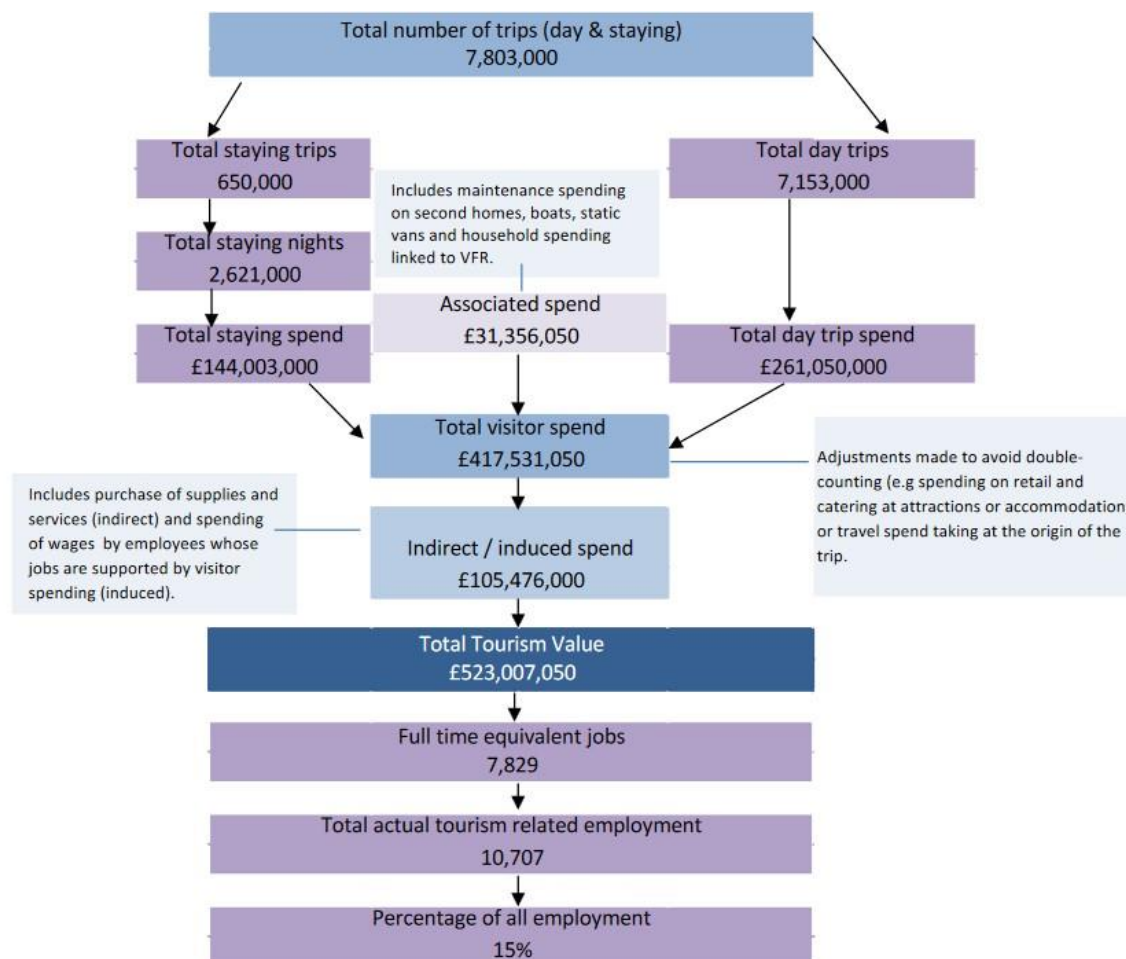 Total number of trips (day & staying)
7,803,000
Total staying trips
650,000
Total day trips
7,153,000
Includes maintenance spending
on second homes, boats, static
vans and household spending
linked to VFR.
Total staying nights
2,621,000
Associated spend
£31,356,050
Total staying spend
£144,003,000
Total day trip spend
£261,050,000
Total visitor spend
£417,531,050
Adjustments made to avoid double-
counting (e.g spending on retail and
catering at attractions or accommodation
or travel spend taking at the origin of the
trip.
Includes purchase of supplies and
services (indirect) and spending
of wages by employees whose
jobs are supported by visitor
spending (induced).
Indirect / induced spend
£105,476,000
Total Tourism Value
£523,007,050
Full time equivalent jobs
7,829
Total actual tourism related employment
10,707
Percentage of all employment
15%